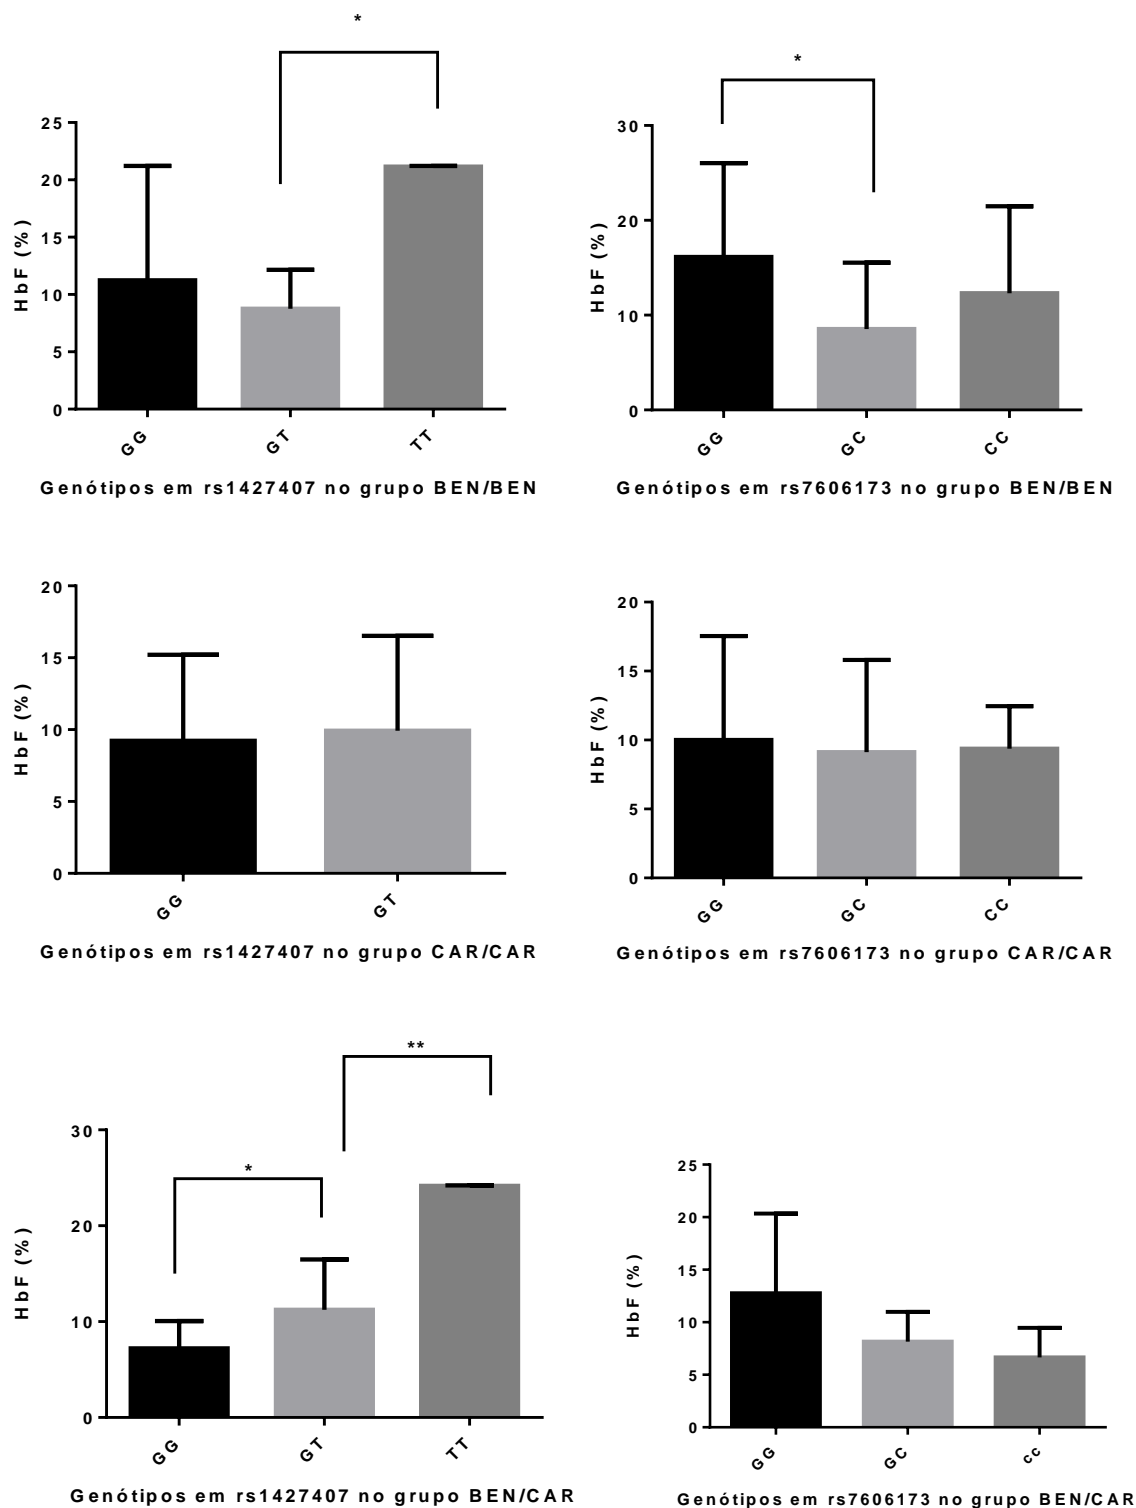 *
25
20
15
10
5
0
HbF (%)
GG
GT
TT
Genótipos em rs1427407 no grupo BEN/BEN
*
30
20
10
0
HbF (%)
GG
GC
CC
Genótipos em rs7606173 no grupo BEN/BEN
20
15
10
5
0
HbF (%)
GG
GT
Genótipos em rs1427407 no grupo CAR/CAR
20
15
10
5
0
HbF (%)
GG
GC
CC
Genótipos em rs7606173 no grupo CAR/CAR
**
*
30
20
10
0
HbF (%)
GG
GT
TT
Genótipos em rs1427407 no grupo BEN/CAR
25
20
15
10
5
0
HbF (%)
GG
GC
cc
Genótipos em rs7606173 no grupo BEN/CAR